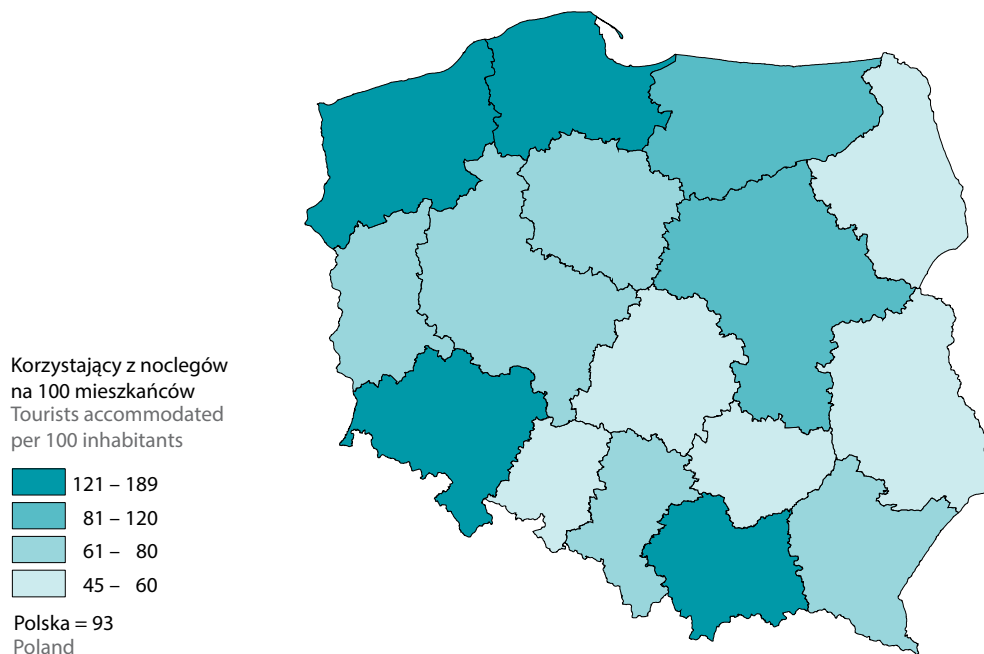 Korzystający z noclegów
na 100 mieszkańców
Tourists accommodated
per 100 inhabitants
121 – 189
81 – 120
61 – 80
45 – 60
Polska = 93
Poland